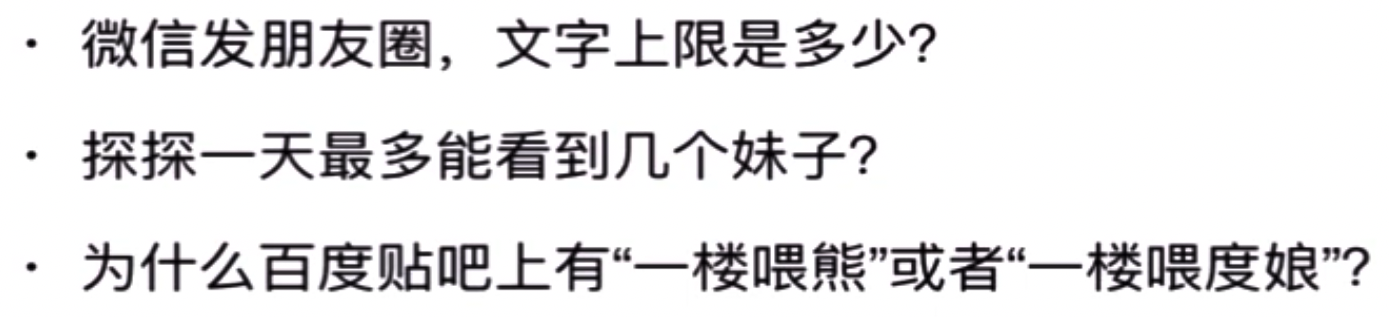 · 微信发朋友圈，文字上限是多少?
· 探探一天最多能看到几个妹子?
· 为什么百度贴吧上有“一楼喂熊”或者“一楼喂度娘”?